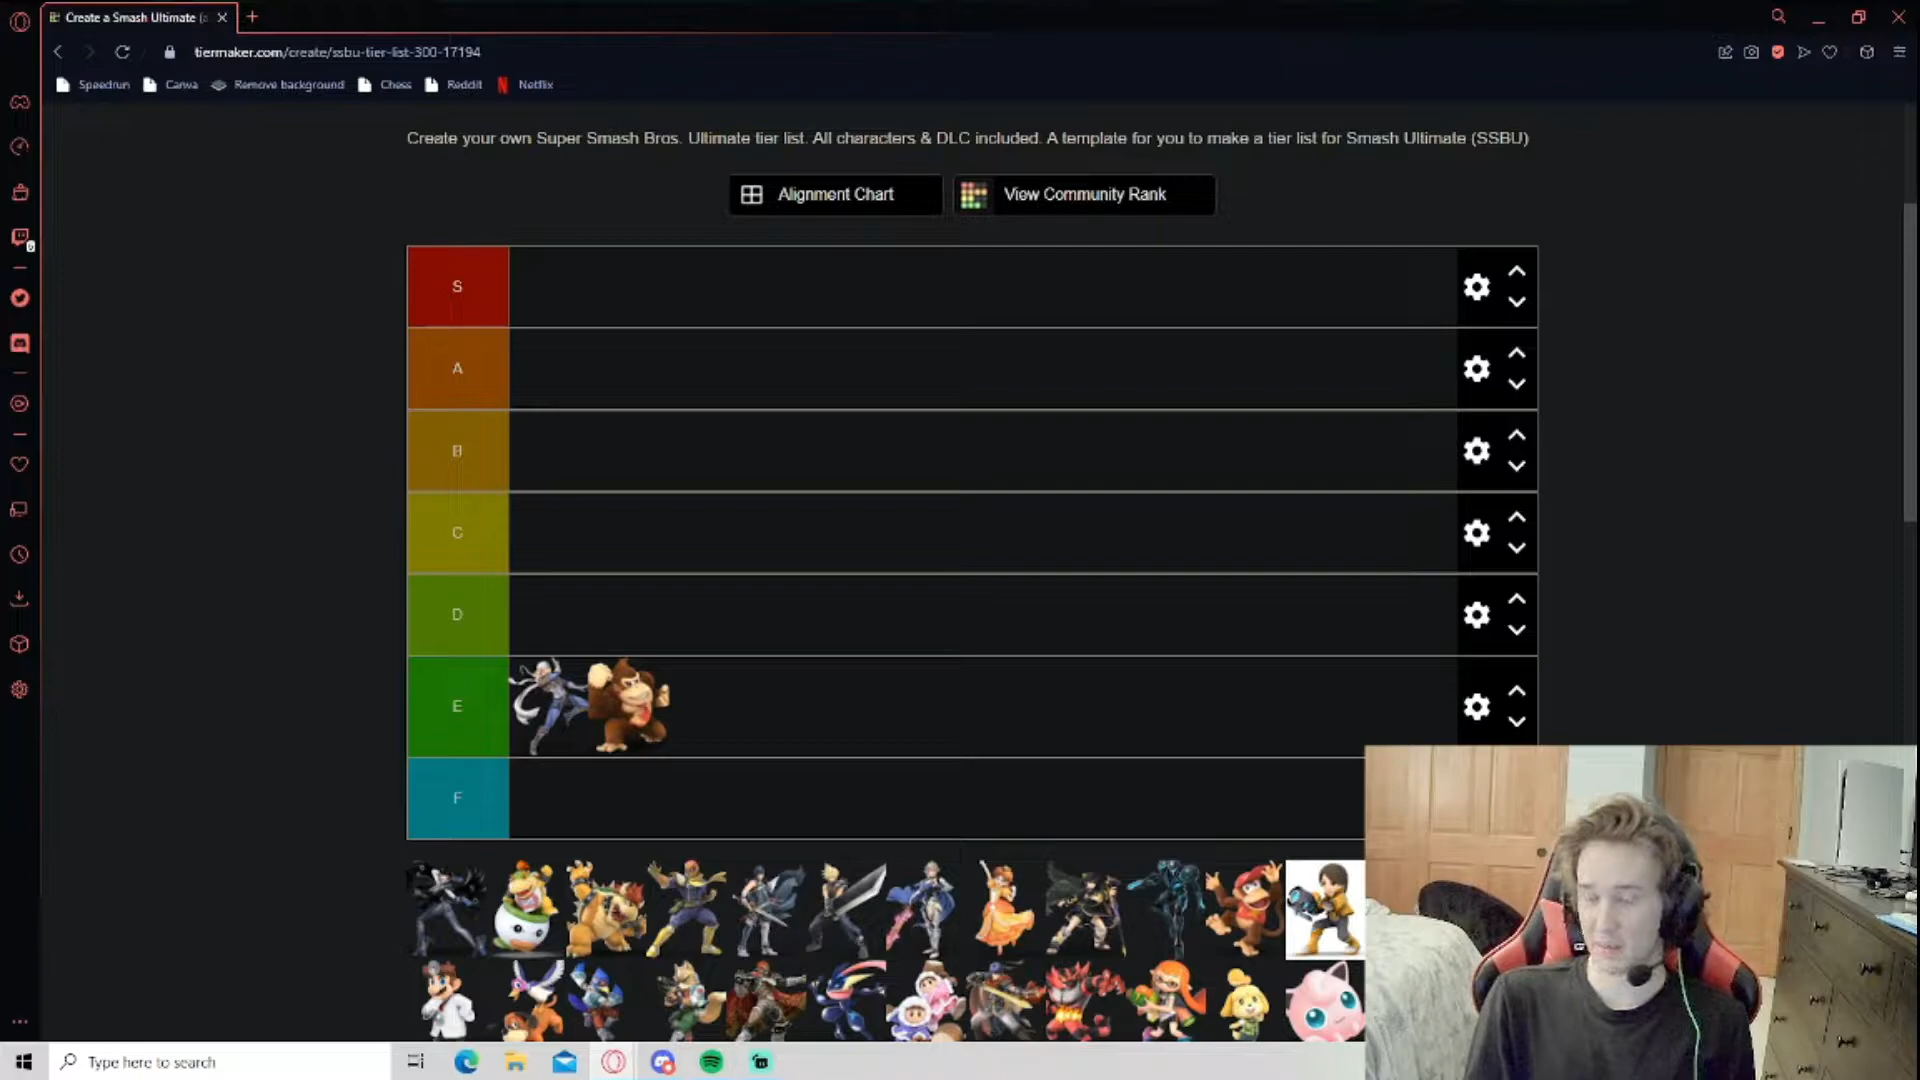 Create a Smash Ultimate (
tiermaker.com/create/ssbu-tier-list-300-17194
Speedrun Canva Remove background Chess Reddit Netflix
Create your own Super Smash Bros. Ultimate tier list. All characters & DLC included. A template for you to make a tier list for Smash Ultimate (SSBU)
Alignment Chart View Community Rank
S
A
B
C
D
E
F
Type here to search